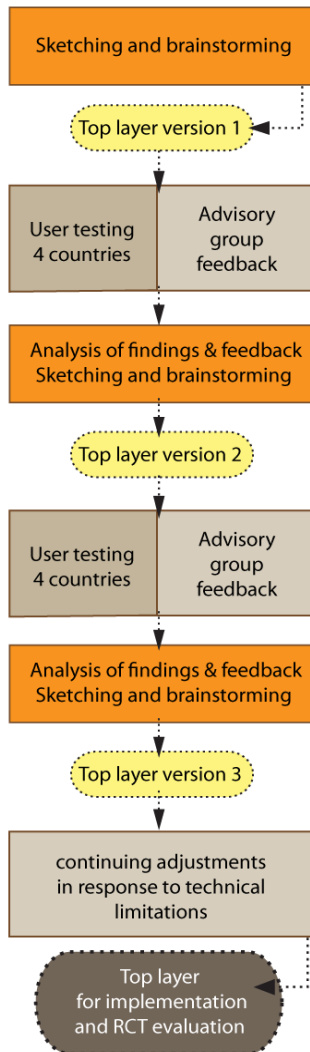 Sketching and brainstorming
Top layer version 1
User testing
4 countries
Advisory
group
feedback
Analysis of findings & feedback
Sketching and brainstorming
Top layer version 2
User testing
4 countries
Advisory
group
feedback
Analysis of findings & feedback
Sketching and brainstorming
Top layer version 3
continuing adjustments
in response to technical
limitations
Top layer
for implementation
and RCT evaluation